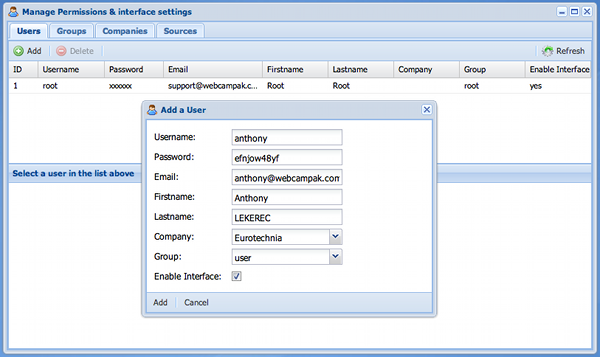 Manage Permissions & interface settings
Users Groups Companies Sources
Add Delete Refresh
ID Username Password Email Firstname Lastname Company Group Enable Interface
1 root xxxxxx support@webcampak.c... Root Root root yes
Add a User
Username: anthony
Password: efnjow48yf
Email: anthony@webcampak.com
Firstname: Anthony
Lastname: LEKEREC
Company: Eurotechnia
Group: user
Enable Interface:
Add Cancel
Select a user in the list above